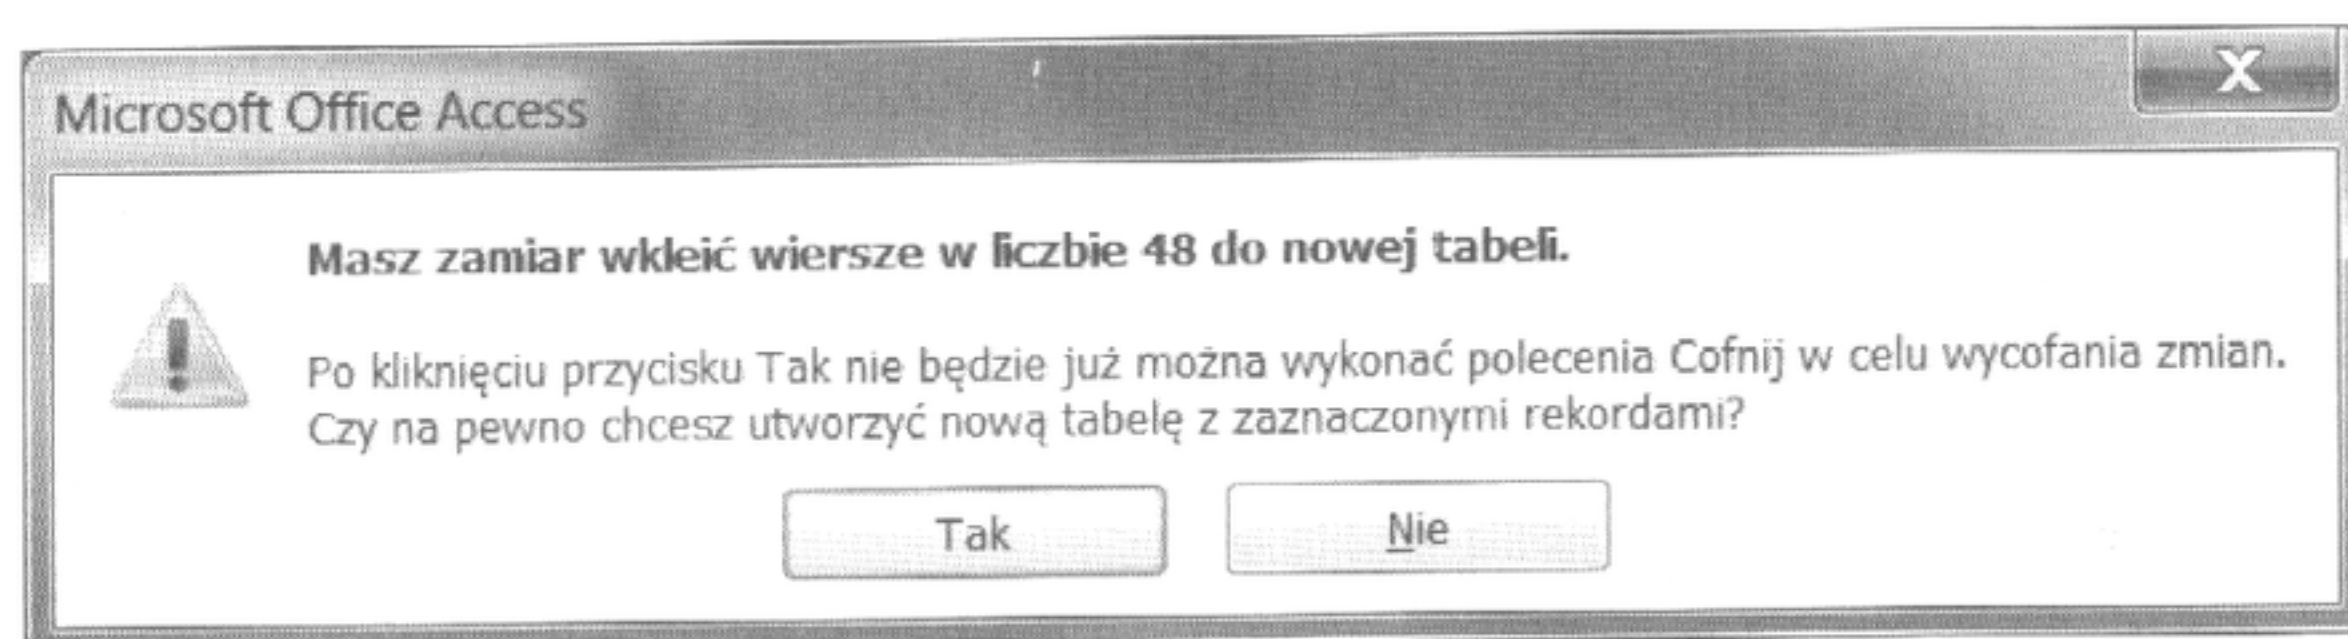 Microsoft Office Access
X
Masz zamiar wkleić wiersze w liczbie 48 do nowej tabeli.
Po kliknięciu przycisku Tak nie będzie już można wykonać polecenia Cofnij w celu wycofania zmian.
Czy na pewno chcesz utworzyć nową tabelę z zaznaczonymi rekordami?
Tak
Nie